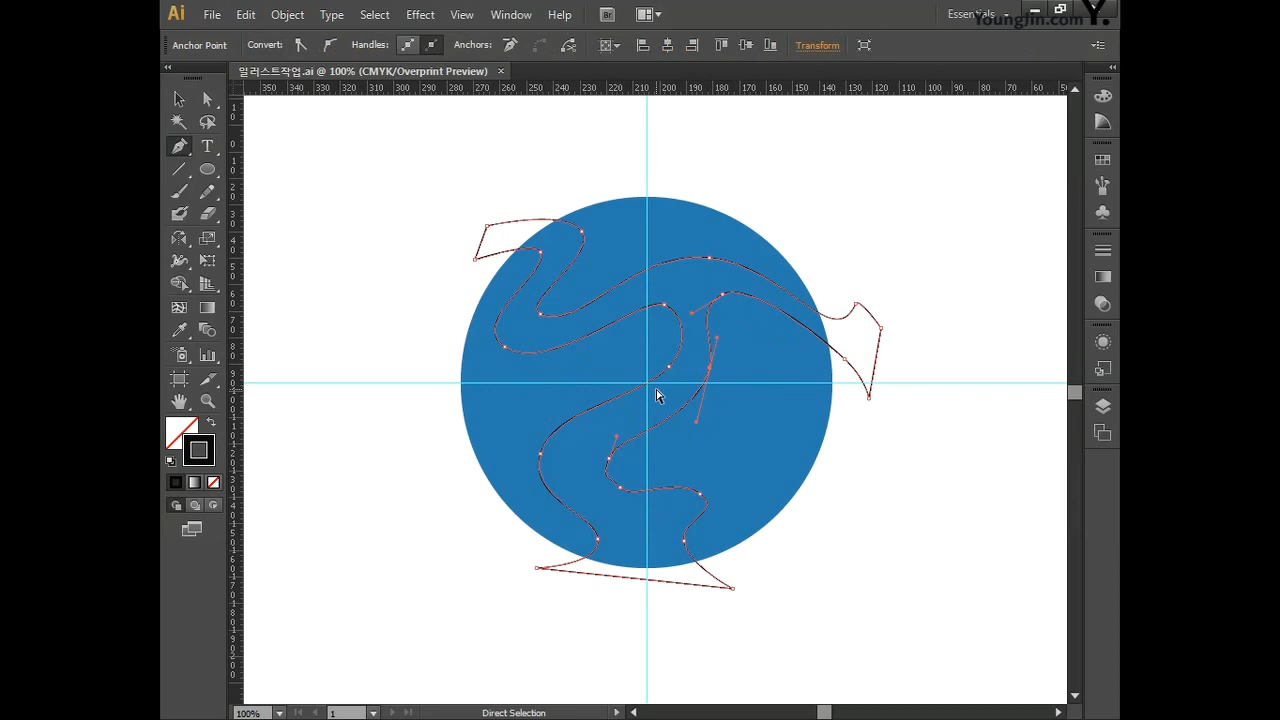 Ai File Edit Object Type Select Effect View Window Help Br Essentials
YoungJin.com Y.
Anchor Point Convert: Handles: Anchors: Transform
일러스트작업.ai @ 100% (CMYK/Overprint Preview) ×
350 340 330 320 310 300 290 280 270 260 250 240 230 220 210 200 190 180 170 160 150 140 130 120 110 100 90 80 70 60
T
100% 1 Direct Selection